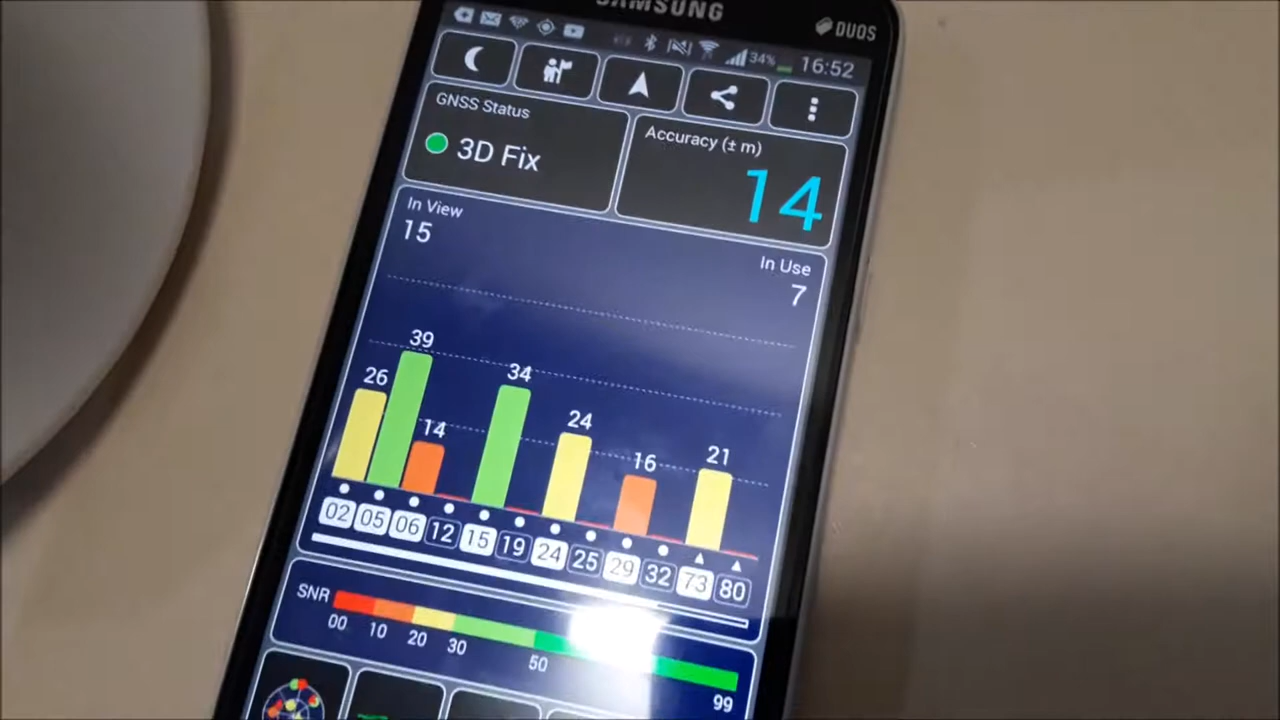 SAMSUNG
DUOS
34% 16:52
GNSS Status
3D Fix
Accuracy (± m)
14
In View
15
In Use
7
26 39 14 34 24 16 21
02 05 06 12 15 19 24 25 29 32 73 80
SNR
00 10 20 30 50 99